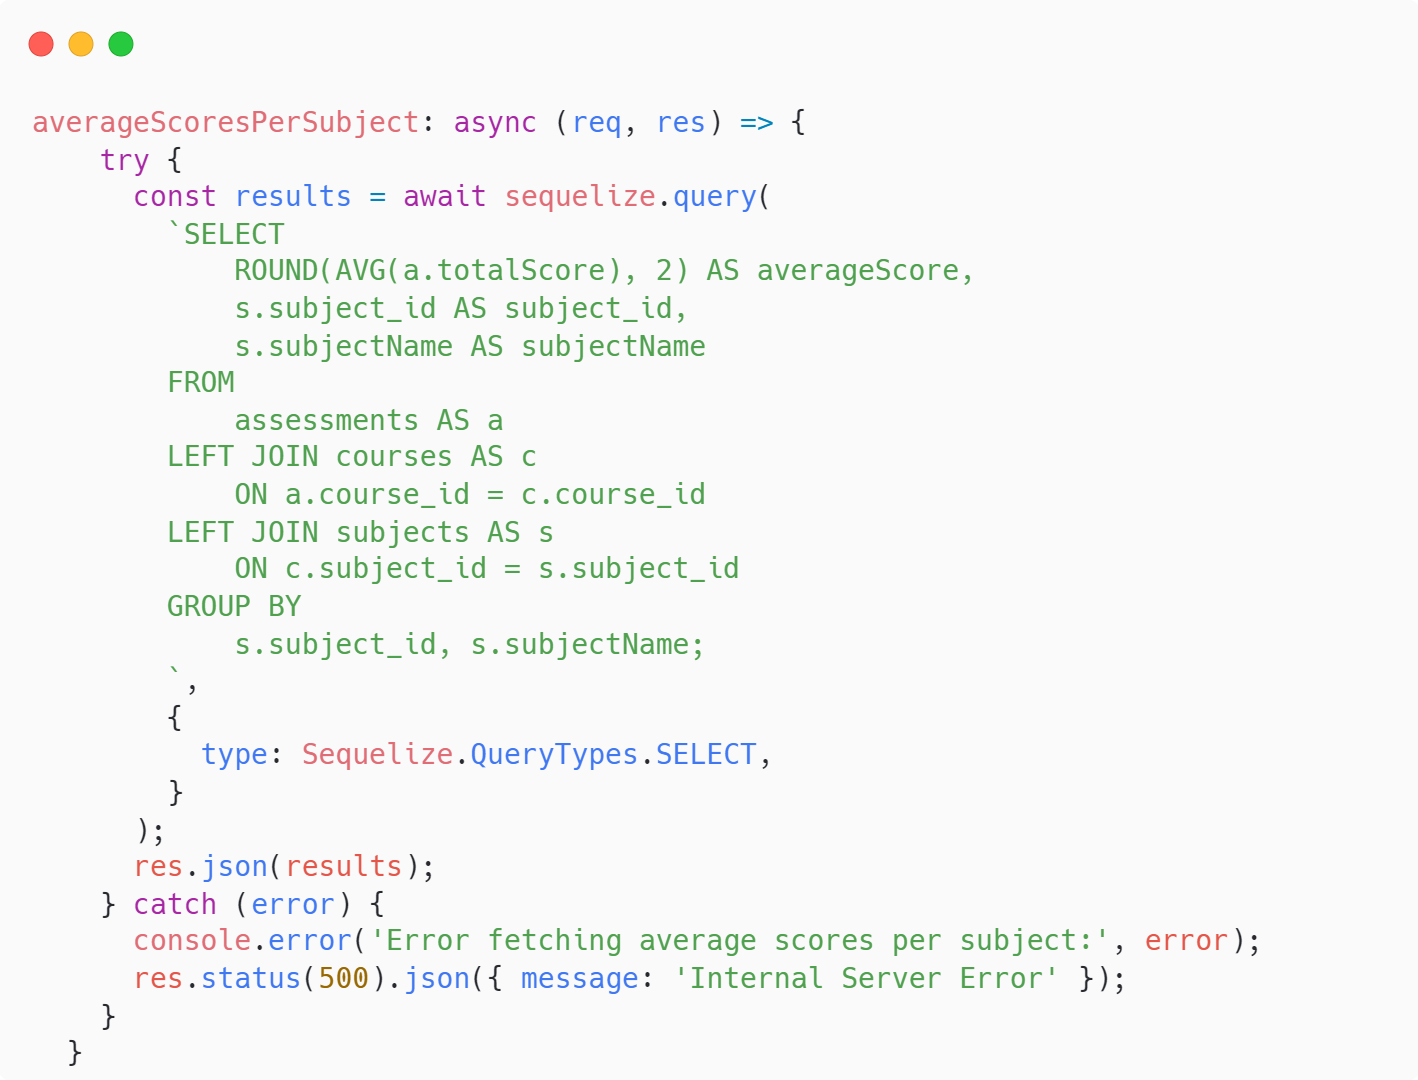 averageScoresPerSubject: async (req, res) => {
    try {
      const results = await sequelize.query(
        `SELECT
            ROUND(AVG(a.totalScore), 2) AS averageScore,
            s.subject_id AS subject_id,
            s.subjectName AS subjectName
        FROM
            assessments AS a
        LEFT JOIN courses AS c
            ON a.course_id = c.course_id
        LEFT JOIN subjects AS s
            ON c.subject_id = s.subject_id
        GROUP BY
            s.subject_id, s.subjectName;
        `,
        {
          type: Sequelize.QueryTypes.SELECT,
        }
      );
      res.json(results);
    } catch (error) {
      console.error('Error fetching average scores per subject:', error);
      res.status(500).json({ message: 'Internal Server Error' });
    }
  }